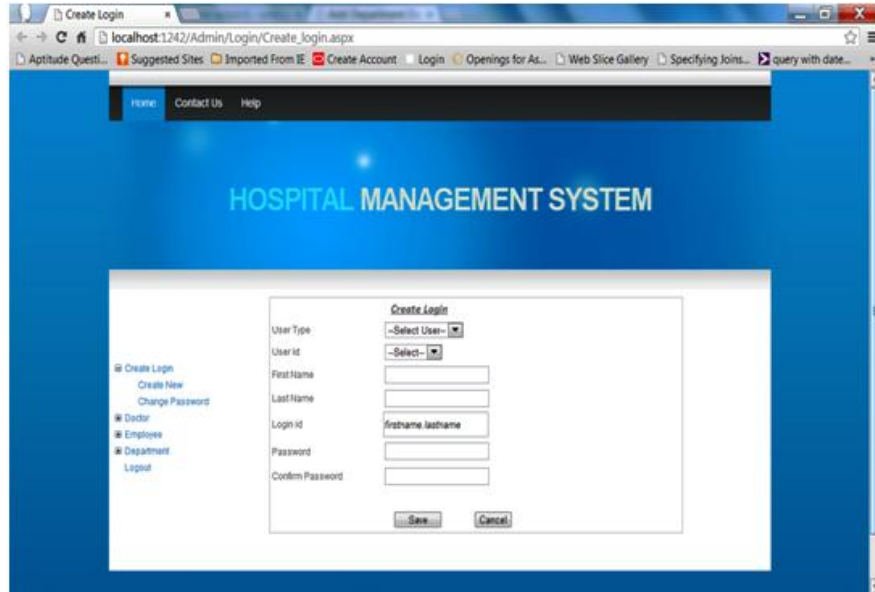 Create Login
localhost:1242/Admin/Login/Create_login.aspx
Aptitude Questi... Suggested Sites Imported From IE Create Account Login Openings for As... Web Slice Gallery Specifying Joins... query with date...
Home Contact Us Help
HOSPITAL MANAGEMENT SYSTEM
Create Login
User Type --Select User--
User Id --Select--
First Name
Last Name
Login id firstname.lastname
Password
Confirm Password
Save Cancel
Create Login
Create New
Change Password
Doctor
Employee
Department
Logout